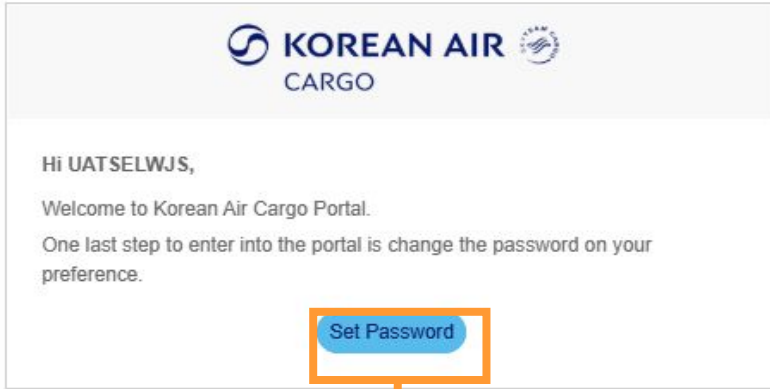 KOREAN AIR
CARGO
Hi UATSELWJS,
Welcome to Korean Air Cargo Portal.
One last step to enter into the portal is change the password on your
preference.
Set Password